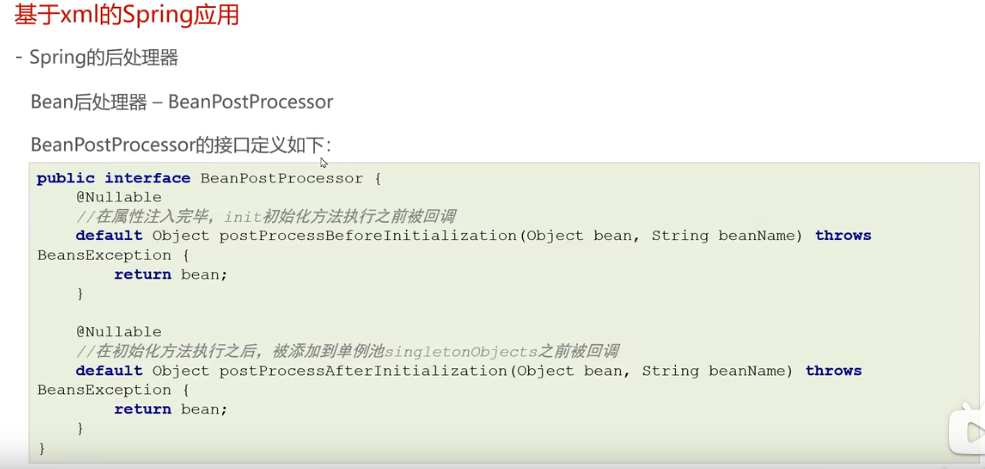 基于xml的Spring应用
- Spring的后处理器
Bean后处理器 – BeanPostProcessor
BeanPostProcessor的接口定义如下：
public interface BeanPostProcessor {
    @Nullable
    //在属性注入完毕，init初始化方法执行之前被回调
    default Object postProcessBeforeInitialization(Object bean, String beanName) throws
BeansException {
        return bean;
    }

    @Nullable
    //在初始化方法执行之后，被添加到单例池singletonObjects之前被回调
    default Object postProcessAfterInitialization(Object bean, String beanName) throws
BeansException {
        return bean;
    }
}